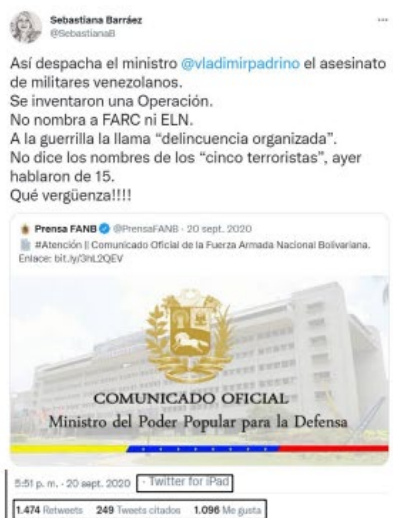 Sebastiana Barráez
@SebastianaB
Así despacha el ministro @vladimirpadrino el asesinato
de militares venezolanos.
Se inventaron una Operación.
No nombra a FARC ni ELN.
A la guerrilla la llama “delincuencia organizada”.
No dice los nombres de los “cinco terroristas”, ayer
hablaron de 15.
Qué vergüenza!!!!
Prensa FANB @PrensaFANB · 20 sept. 2020
#Atención || Comunicado Oficial de la Fuerza Armada Nacional Bolivariana.
Enlace: bit.ly/3hL2QEV
COMUNICADO OFICIAL
Ministro del Poder Popular para la Defensa
5:51 p. m. · 20 sept. 2020 · Twitter for iPad
1.474 Retweets 249 Tweets citados 1.096 Me gusta